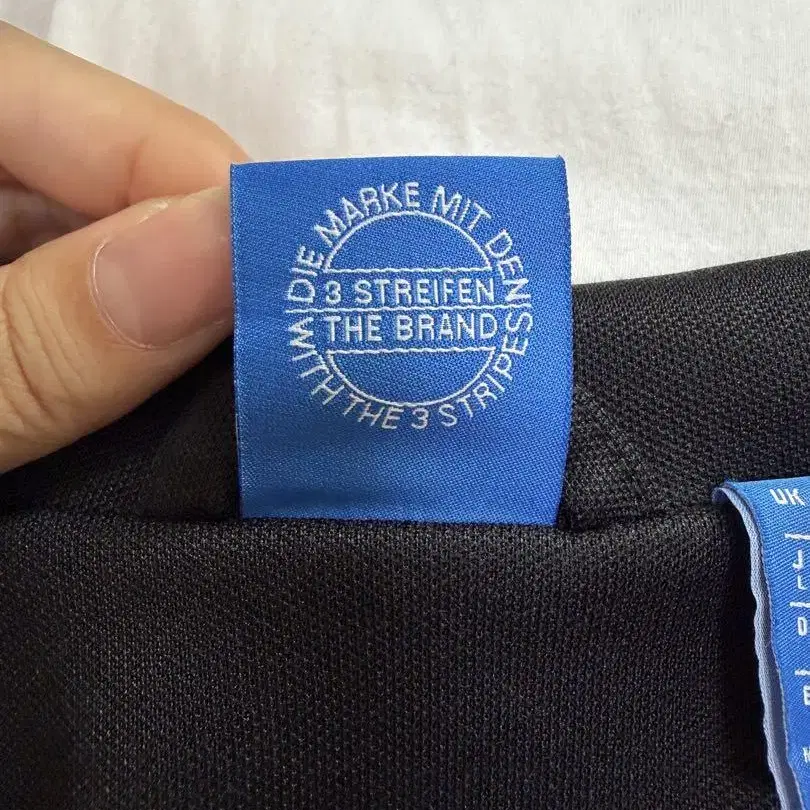 DIE MARKE MIT DEN
3 STREIFEN
THE BRAND
WITH THE 3 STRIPES
UK